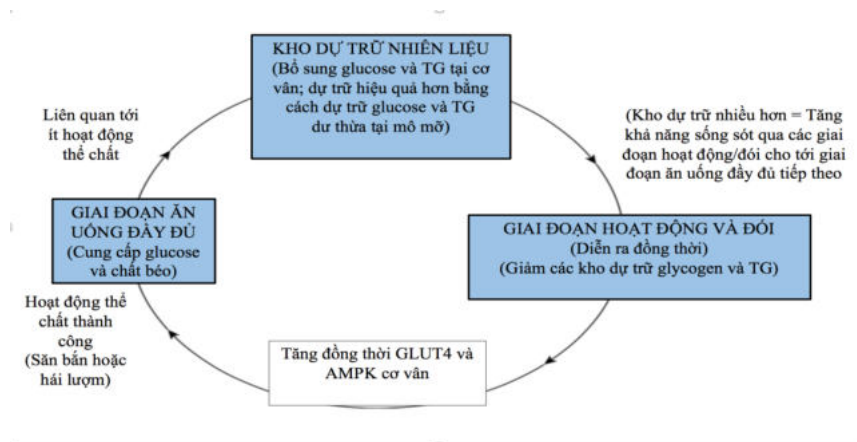 KHO DỰ TRỮ NHIÊN LIỆU
(Bổ sung glucose và TG tại cơ
vân; dự trữ hiệu quả hơn bằng
cách dự trữ glucose và TG
dư thừa tại mô mỡ)
Liên quan tới
ít hoạt động
thể chất
(Kho dự trữ nhiều hơn = Tăng
khả năng sống sót qua các giai
đoạn hoạt động/đói cho tới giai
đoạn ăn uống đầy đủ tiếp theo
GIAI ĐOẠN ĂN
UỐNG ĐẦY ĐỦ
(Cung cấp glucose
và chất béo)
GIAI ĐOẠN HOẠT ĐỘNG VÀ ĐÓI
(Diễn ra đồng thời)
(Giảm các kho dự trữ glycogen và TG)
Hoạt động thể
chất thành
công
(Săn bắn hoặc
hái lượm)
Tăng đồng thời GLUT4 và
AMPK cơ vân